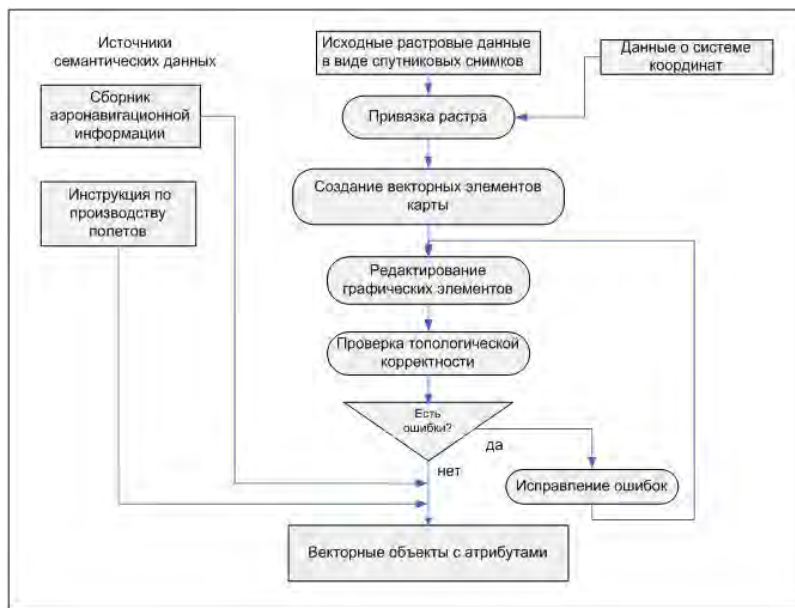 Источники
семантических данных
Сборник
аэронавигационной
информации
Инструкция по
производству
полетов
Исходные растровые данные
в виде спутниковых снимков
Данные о системе
координат
Привязка растра
Создание векторных элементов
карты
Редактирование
графических элементов
Проверка топологической
корректности
Есть
ошибки?
да
нет
Исправление ошибок
Векторные объекты с атрибутами